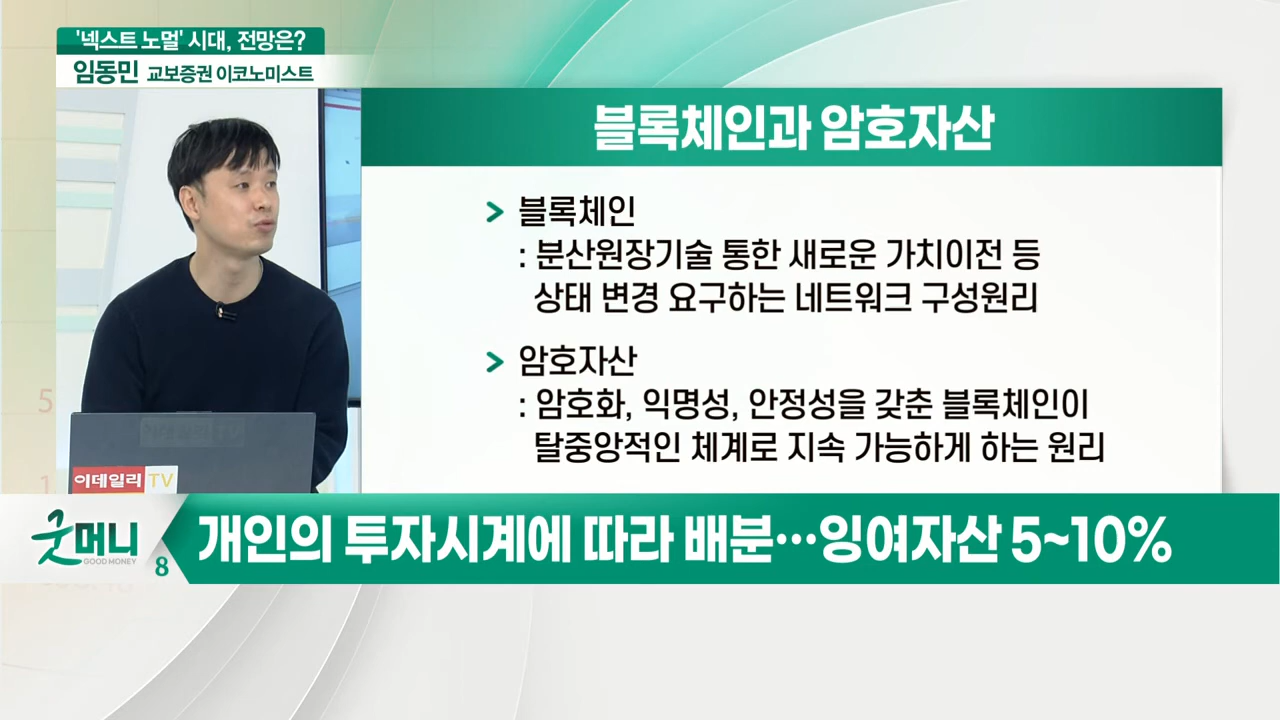 '넥스트 노멀' 시대, 전망은?
임동민 교보증권 이코노미스트
블록체인과 암호자산
> 블록체인
: 분산원장기술 통한 새로운 가치이전 등
상태 변경 요구하는 네트워크 구성원리
> 암호자산
: 암호화, 익명성, 안정성을 갖춘 블록체인이
탈중앙적인 체계로 지속 가능하게 하는 원리
이데일리 TV
굿머니
GOOD MONEY
8
개인의 투자시계에 따라 배분…잉여자산 5~10%